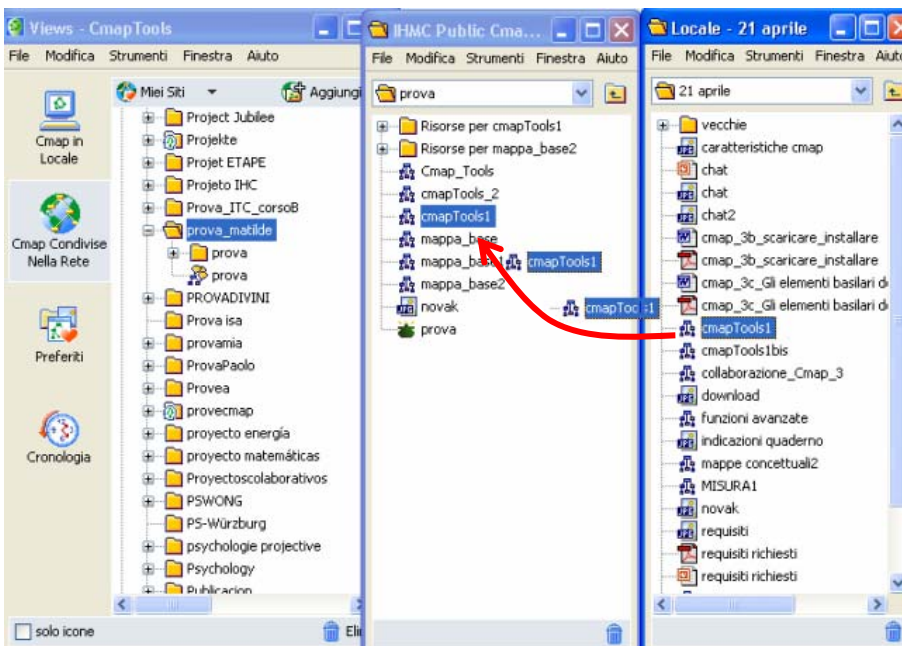 Views - CmapTools
File Modifica Strumenti Finestra Aiuto
Cmap in
Locale
Cmap Condivise
Nella Rete
Preferiti
Cronologia
Miei Siti Aggiungi
Project Jubilee
Projekte
Projet ETAPE
Projeto IHC
Prova_ITC_corsoB
prova_matilde
prova
prova
PROVADIVINI
Prova isa
provamia
ProvaPaolo
Provea
provecmap
proyecto energía
proyecto matemáticas
Proyectoscolaborativos
PSWONG
PS-Würzburg
psychologie projective
Psychology
Publicacion
solo icone Eli
IHMC Public Cma...
File Modifica Strumenti Finestra Aiuto
prova
Risorse per cmapTools1
Risorse per mappa_base2
Cmap_Tools
cmapTools_2
cmapTools1
mappa_base
mappa_base1 cmapTools1
mappa_base2
novak cmapTools1
prova
Locale - 21 aprile
File Modifica Strumenti Finestra Aiuto
21 aprile
vecchie
caratteristiche cmap
chat
chat
chat2
cmap_3b_scaricare_installare
cmap_3b_scaricare_installare
cmap_3c_Gli elementi basilari d
cmap_3c_Gli elementi basilari d
cmapTools1
cmapTools1bis
collaborazione_Cmap_3
download
funzioni avanzate
indicazioni quaderno
mappe concettuali2
MISURA1
novak
requisiti
requisiti richiesti
requisiti richiesti